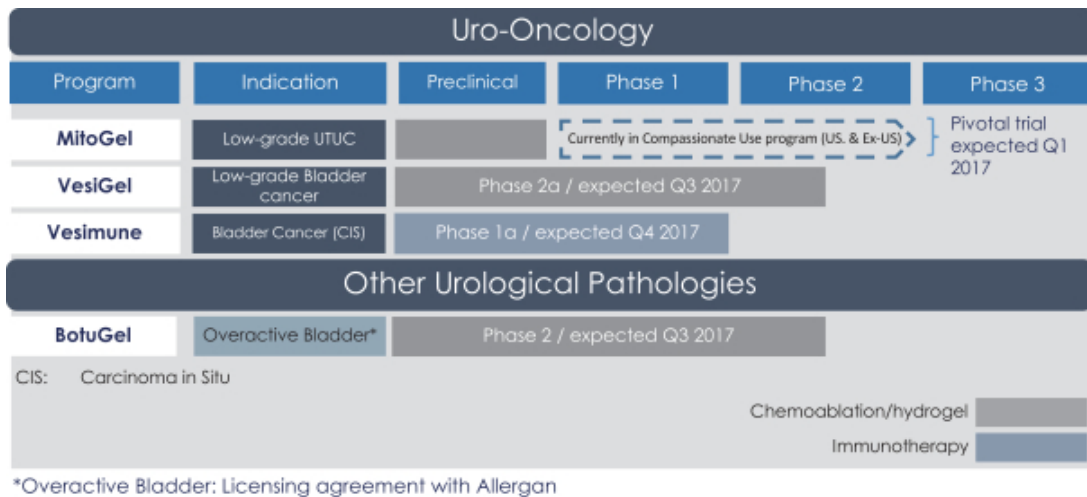 Uro-Oncology
Program Indication Preclinical Phase 1 Phase 2 Phase 3
MitoGel Low-grade UTUC Currently in Compassionate Use program (US. & Ex-US) Pivotal trial
expected Q1
2017
VesiGel Low-grade Bladder
cancer Phase 2a / expected Q3 2017
Vesimune Bladder Cancer (CIS) Phase 1a / expected Q4 2017
Other Urological Pathologies
BotuGel Overactive Bladder* Phase 2 / expected Q3 2017
CIS: Carcinoma in Situ
Chemoablation/hydrogel
Immunotherapy
*Overactive Bladder: Licensing agreement with Allergan